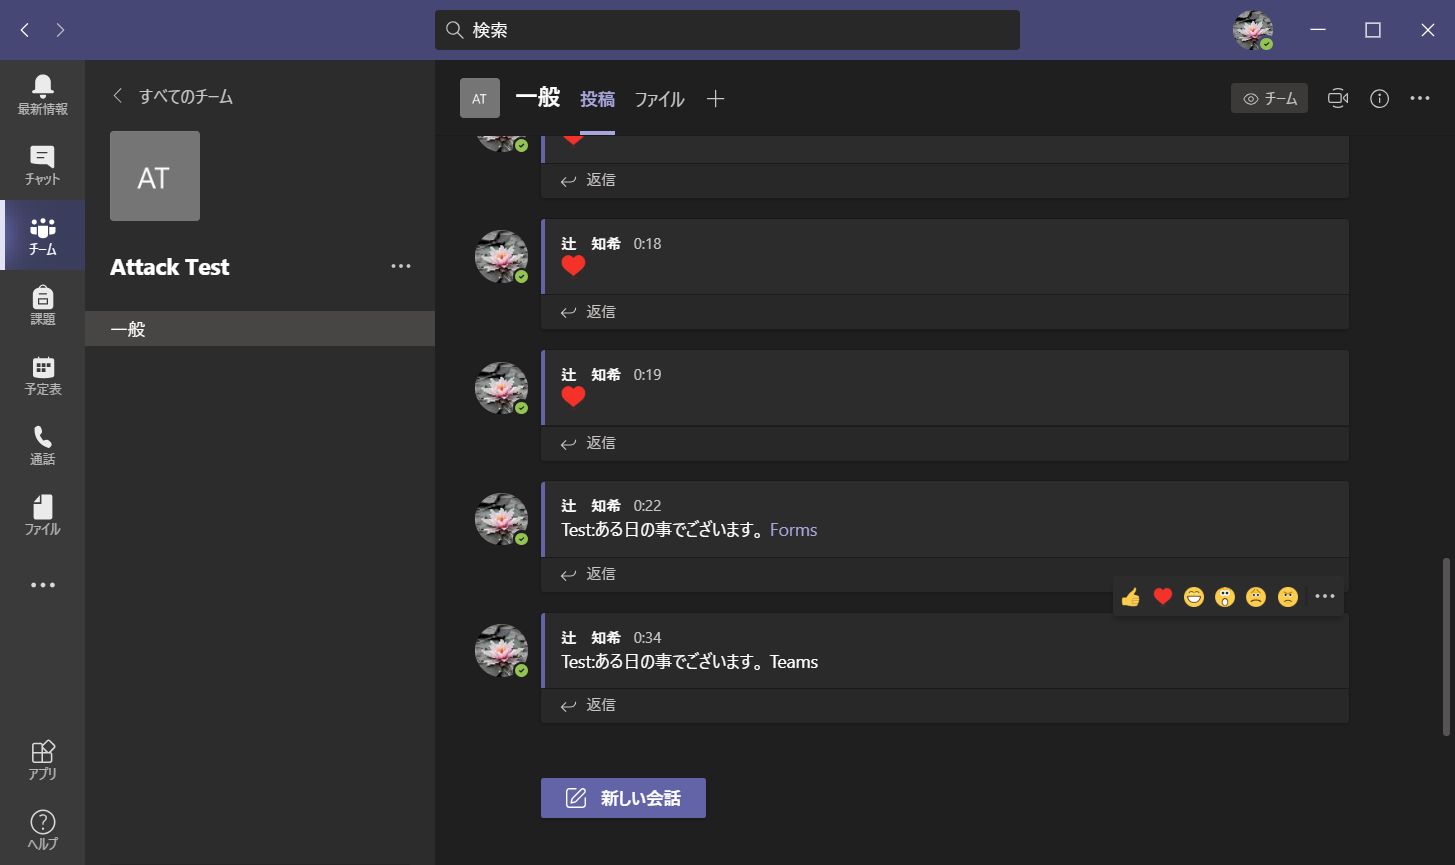 検索
最新情報
チャット
チーム
課題
予定表
通話
ファイル
アプリ
ヘルプ
すべてのチーム
AT
Attack Test
一般
AT
一般
投稿
ファイル
チーム
返信
辻　知希 0:18
返信
辻　知希 0:19
返信
辻　知希 0:22
Test:ある日の事でございます。Forms
返信
辻　知希 0:34
Test:ある日の事でございます。Teams
返信
新しい会話